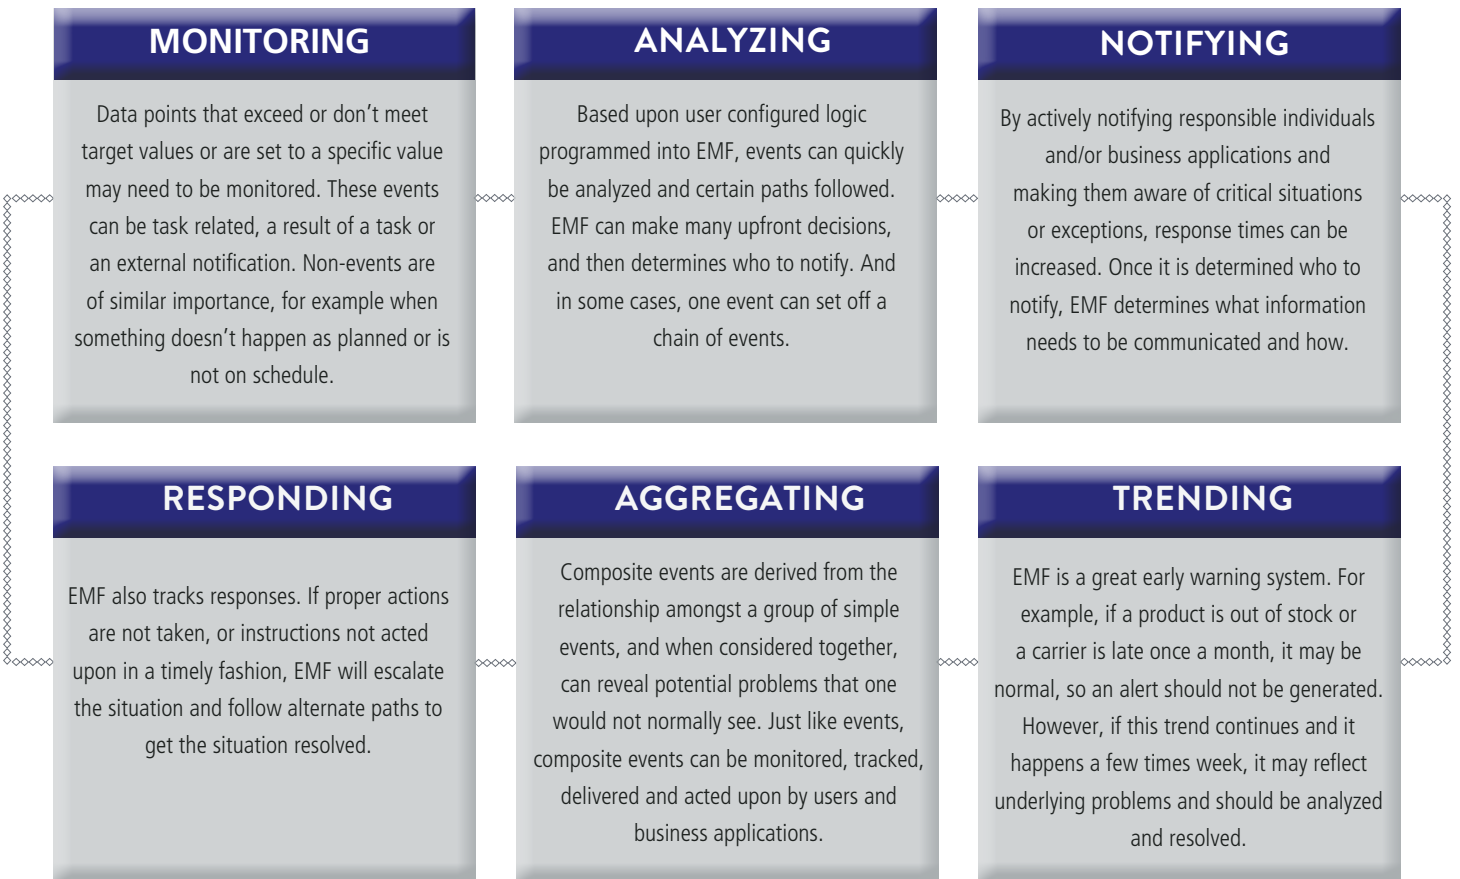 MONITORING
Data points that exceed or don't meet
target values or are set to a specific value
may need to be monitored. These events
can be task related, a result of a task or
an external notification. Non-events are
of similar importance, for example when
something doesn't happen as planned or is
not on schedule.
ANALYZING
Based upon user configured logic
programmed into EMF, events can quickly
be analyzed and certain paths followed.
EMF can make many upfront decisions,
and then determines who to notify. And
in some cases, one event can set off a
chain of events.
NOTIFYING
By actively notifying responsible individuals
and/or business applications and
making them aware of critical situations
or exceptions, response times can be
increased. Once it is determined who to
notify, EMF determines what information
needs to be communicated and how.
RESPONDING
EMF also tracks responses. If proper actions
are not taken, or instructions not acted
upon in a timely fashion, EMF will escalate
the situation and follow alternate paths to
get the situation resolved.
AGGREGATING
Composite events are derived from the
relationship amongst a group of simple
events, and when considered together,
can reveal potential problems that one
would not normally see. Just like events,
composite events can be monitored, tracked,
delivered and acted upon by users and
business applications.
TRENDING
EMF is a great early warning system. For
example, if a product is out of stock or
a carrier is late once a month, it may be
normal, so an alert should not be generated.
However, if this trend continues and it
happens a few times week, it may reflect
underlying problems and should be analyzed
and resolved.